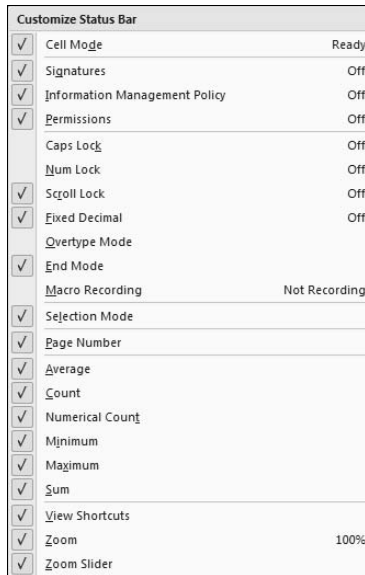 Customize Status Bar
Cell Mode Ready
Signatures Off
Information Management Policy Off
Permissions Off
Caps Lock Off
Num Lock Off
Scroll Lock Off
Fixed Decimal Off
Overtype Mode
End Mode
Macro Recording Not Recording
Selection Mode
Page Number
Average
Count
Numerical Count
Minimum
Maximum
Sum
View Shortcuts
Zoom 100%
Zoom Slider